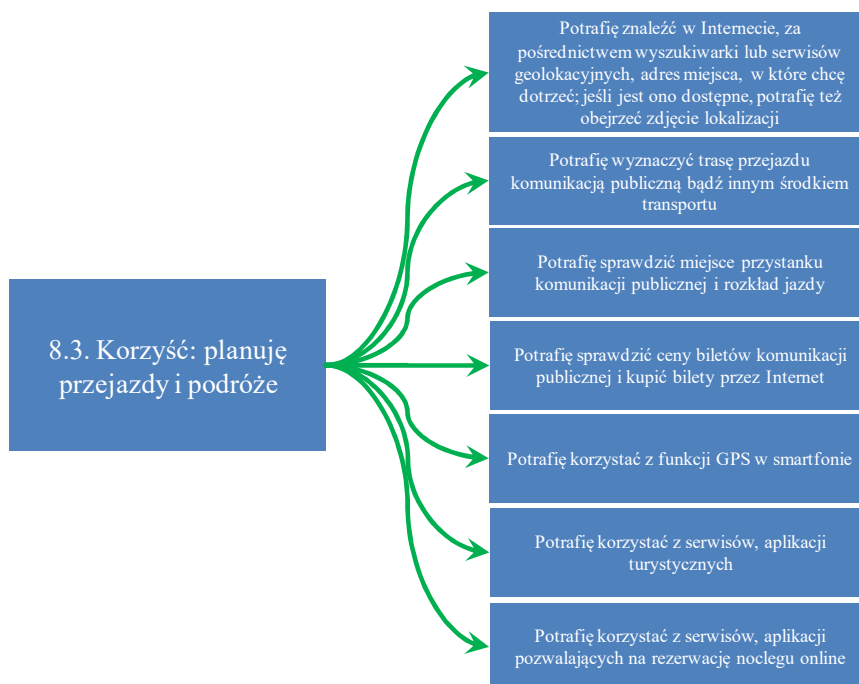 8.3. Korzyść: planuję
przejazdy i podróże
Potrafię znaleźć w Internecie, za
pośrednictwem wyszukiwarki lub serwisów
geolokacyjnych, adres miejsca, w które chcę
dotrzeć; jeśli jest ono dostępne, potrafię też
obejrzeć zdjęcie lokalizacji
Potrafię wyznaczyć trasę przejazdu
komunikacją publiczną bądź innym środkiem
transportu
Potrafię sprawdzić miejsce przystanku
komunikacji publicznej i rozkład jazdy
Potrafię sprawdzić ceny biletów komunikacji
publicznej i kupić bilety przez Internet
Potrafię korzystać z funkcji GPS w smartfonie
Potrafię korzystać z serwisów, aplikacji
turystycznych
Potrafię korzystać z serwisów, aplikacji
pozwalających na rezerwację noclegu online